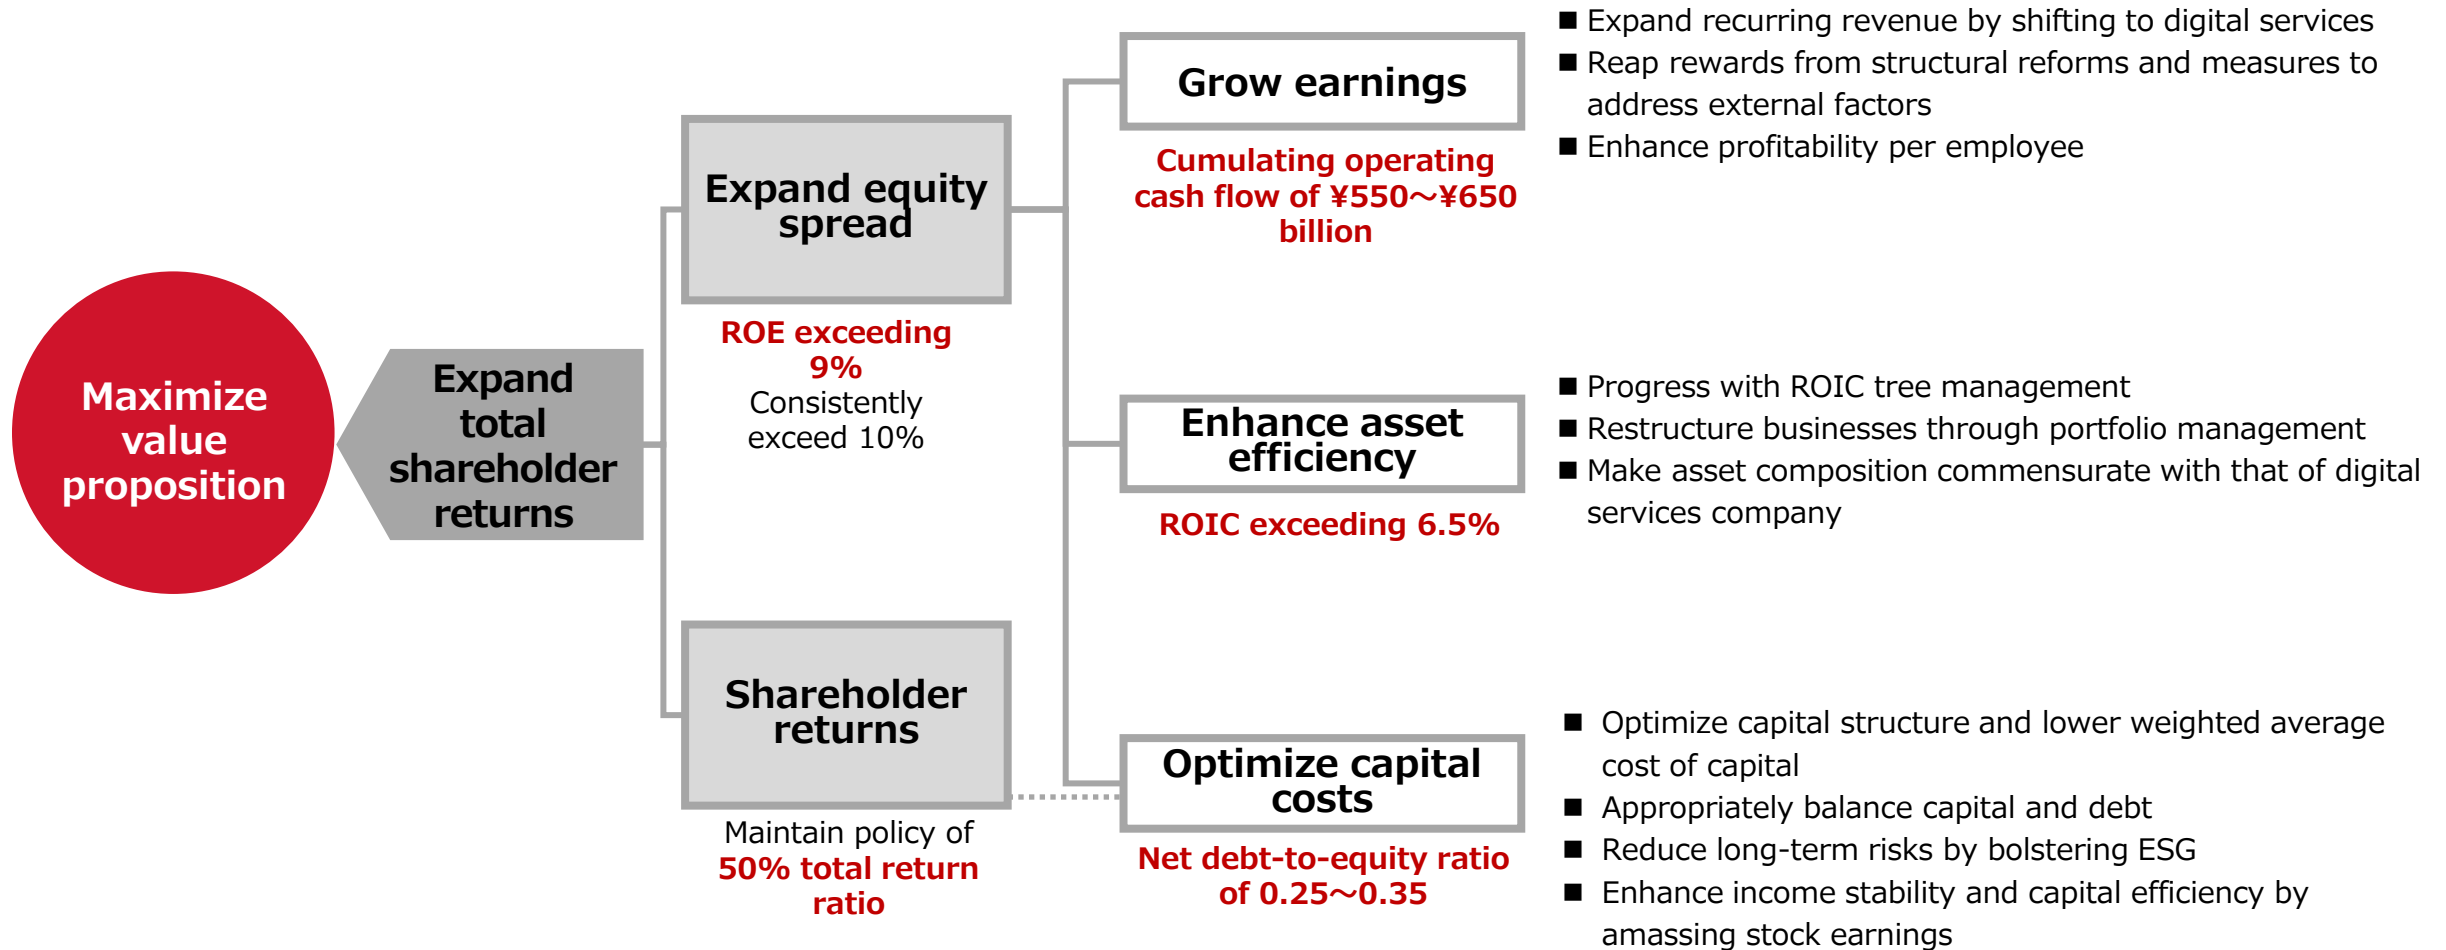 Maximize
value
proposition
Expand
total
shareholder
returns
Expand equity
spread
ROE exceeding
9%
Consistently
exceed 10%
Shareholder
returns
Maintain policy of
50% total return
ratio
Grow earnings
Cumulating operating
cash flow of ¥550～¥650
billion
■ Expand recurring revenue by shifting to digital services
■ Reap rewards from structural reforms and measures to
address external factors
■ Enhance profitability per employee
Enhance asset
efficiency
ROIC exceeding 6.5%
■ Progress with ROIC tree management
■ Restructure businesses through portfolio management
■ Make asset composition commensurate with that of digital
services company
Optimize capital
costs
Net debt-to-equity ratio
of 0.25～0.35
■ Optimize capital structure and lower weighted average
cost of capital
■ Appropriately balance capital and debt
■ Reduce long-term risks by bolstering ESG
■ Enhance income stability and capital efficiency by
amassing stock earnings